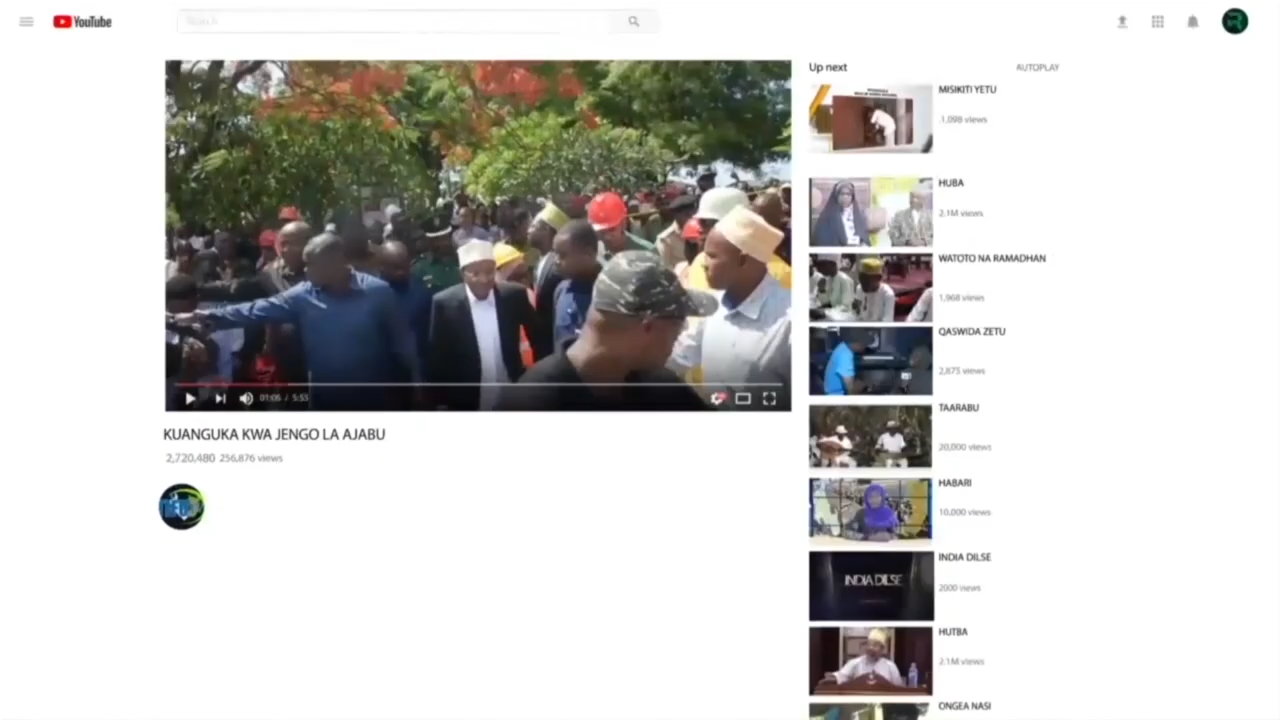 YouTube
Search
KUANGUKA KWA JENGO LA AJABU
2,720,480 256,876 views
01:05 / 5:53
Up next
AUTOPLAY
MISIKITI YETU
1,098 views
HUBA
2.1M views
WATOTO NA RAMADHAN
1,968 views
QASWIDA ZETU
2,875 views
TAARABU
20,000 views
HABARI
10,000 views
INDIA DILSE
INDIA DILSE
2000 views
HUTBA
2.1M views
ONGEA NASI